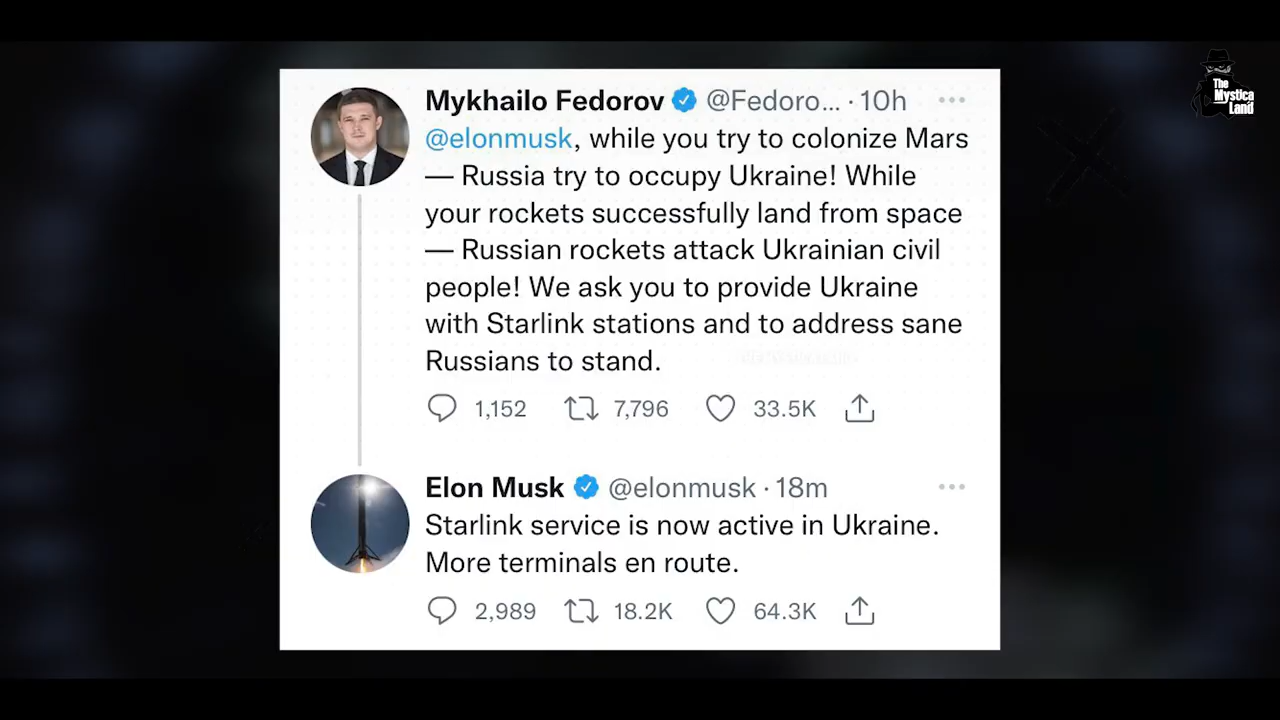 The
Mystica
Land
Mykhailo Fedorov @Fedoro... · 10h
@elonmusk, while you try to colonize Mars
— Russia try to occupy Ukraine! While
your rockets successfully land from space
— Russian rockets attack Ukrainian civil
people! We ask you to provide Ukraine
with Starlink stations and to address sane
Russians to stand.
1,152 7,796 33.5K
Elon Musk @elonmusk · 18m
Starlink service is now active in Ukraine.
More terminals en route.
2,989 18.2K 64.3K